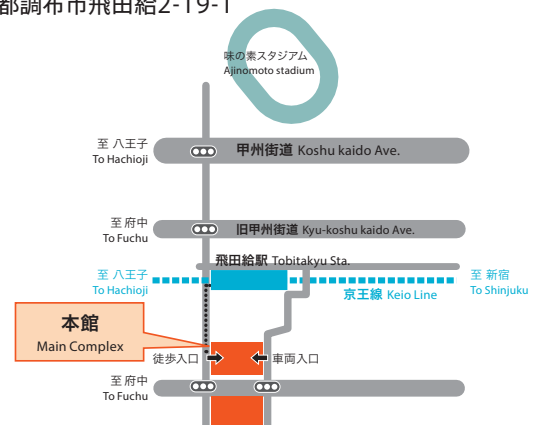 都調布市飛田給2-19-1
味の素スタジアム
Ajinomoto stadium
至 八王子
To Hachioji
甲州街道 Koshu kaido Ave.
至 府中
To Fuchu
旧甲州街道 Kyu-koshu kaido Ave.
飛田給駅 Tobitakyu Sta.
至 八王子
To Hachioji
京王線 Keio Line
至 新宿
To Shinjuku
本館
Main Complex
徒歩入口
車両入口
至 府中
To Fuchu